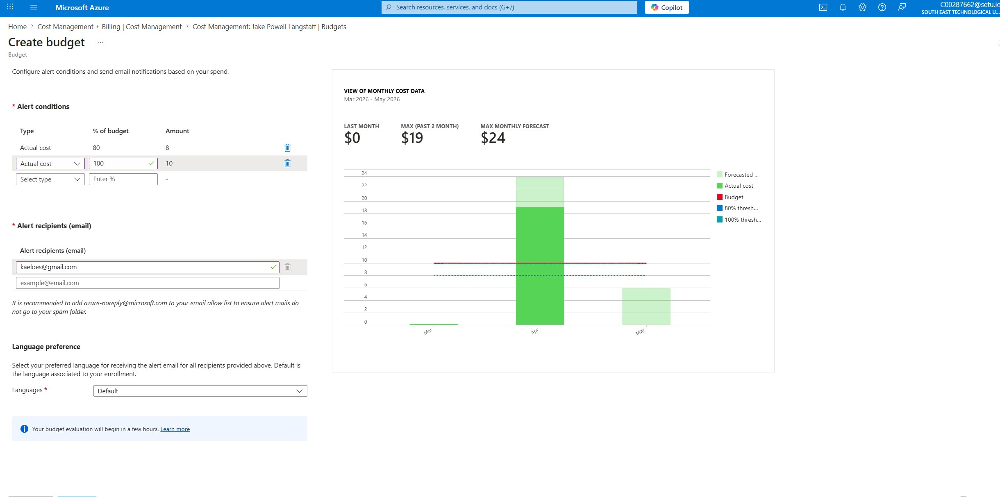 Microsoft Azure
Search resources, services, and docs (G+/)
Copilot
C00287662@setu.ie
SOUTH EAST TECHNOLOGICAL U...
Home > Cost Management + Billing | Cost Management > Cost Management: Jake Powell Langstaff | Budgets
Create budget ...
Budget
Configure alert conditions and send email notifications based on your spend.
* Alert conditions
Type % of budget Amount
Actual cost 80 8
Actual cost 100 10
Select type Enter % -
* Alert recipients (email)
Alert recipients (email)
kaeloes@gmail.com
example@email.com
It is recommended to add azure-noreply@microsoft.com to your email allow list to ensure alert mails do
not go to your spam folder.
Language preference
Select your preferred language for receiving the alert email for all recipients provided above. Default is
the language associated to your enrollment.
Languages * Default
Your budget evaluation will begin in a few hours. Learn more
VIEW OF MONTHLY COST DATA
Mar 2026 - May 2026
LAST MONTH MAX (PAST 2 MONTH) MAX MONTHLY FORECAST
$0 $19 $24
24
22
20
18
16
14
12
10
8
6
4
2
0
Mar Apr May
Forecasted ...
Actual cost
Budget
80% thresh...
100% thresh...